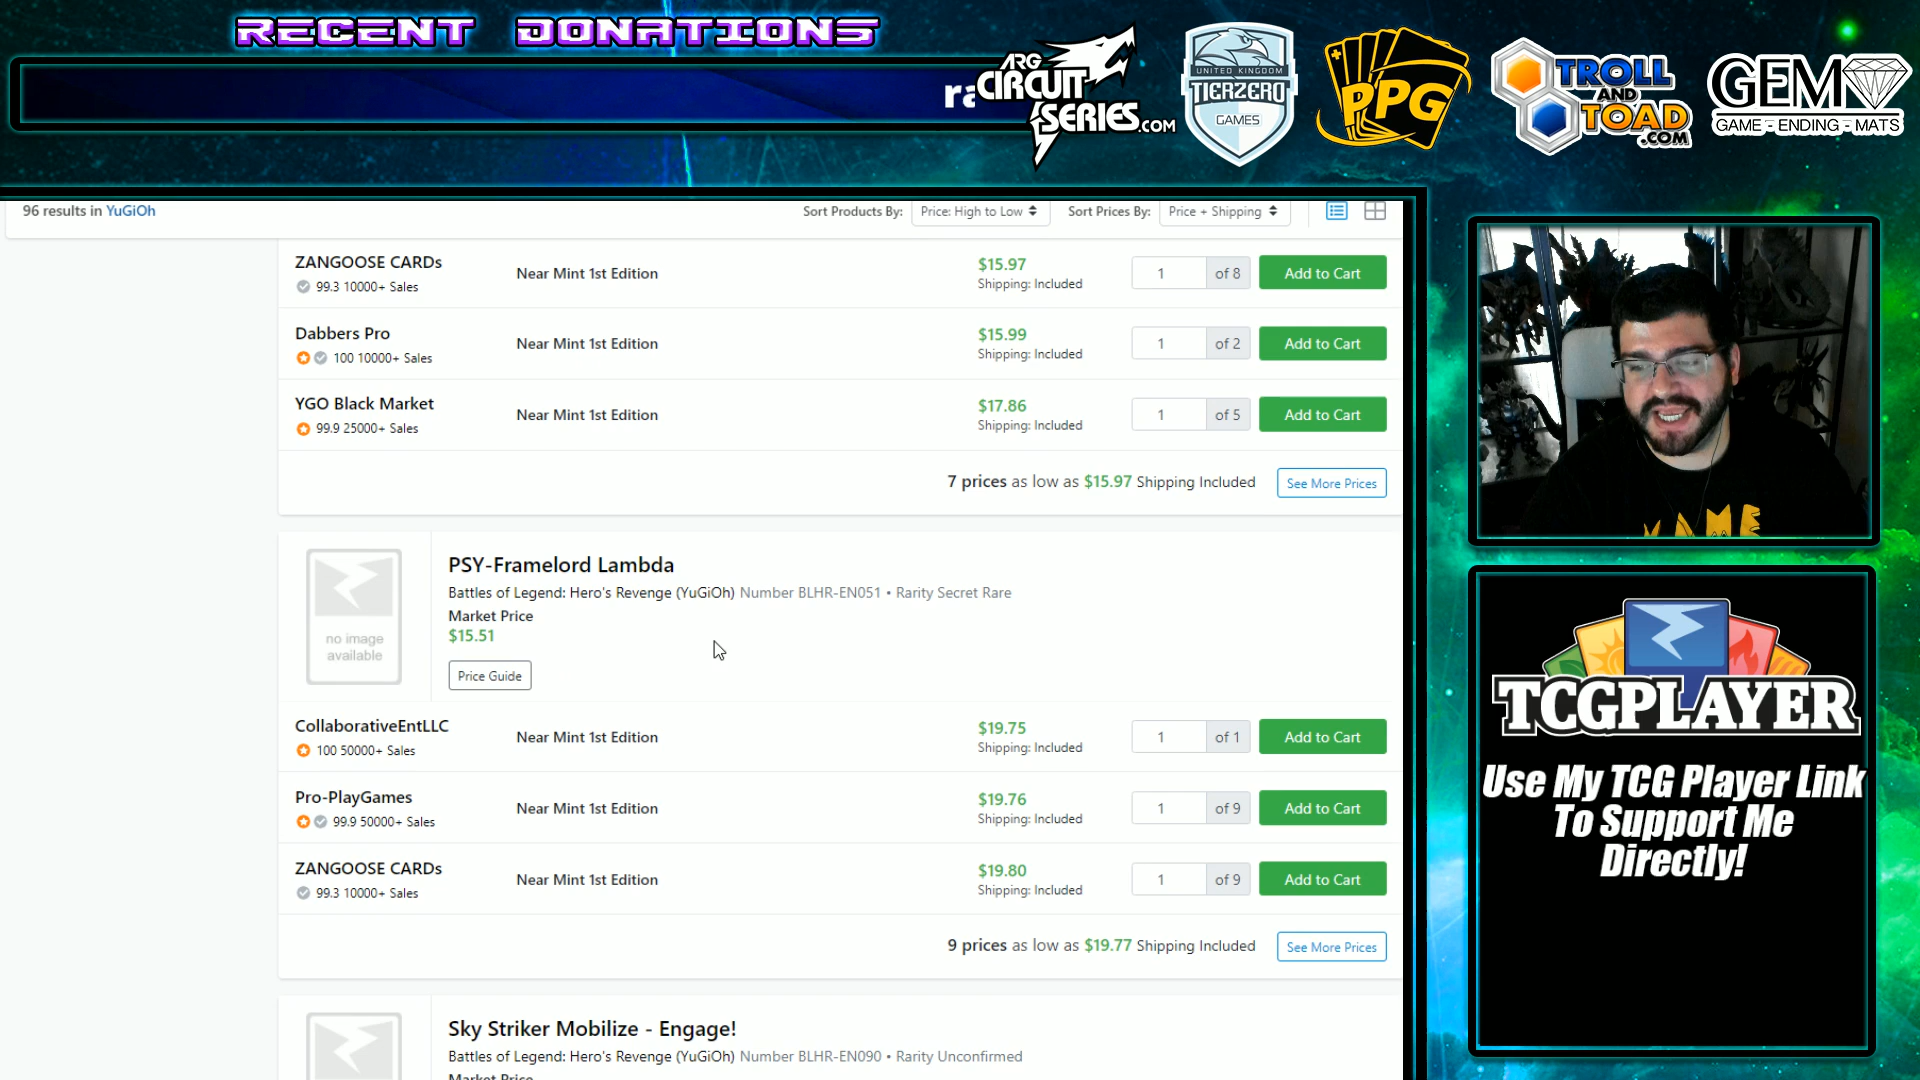 RECENT DONATIONS
ra
ARG
CIRCUIT
SERIES.COM
UNITED KINGDOM
TIERZERO
GAMES
PPG
TROLL
AND
TOAD
.COM
GEM
GAME - ENDING - MATS
96 results in YuGiOh
Sort Products By: Price: High to Low
Sort Prices By: Price + Shipping
ZANGOOSE CARDs
99.3 10000+ Sales
Near Mint 1st Edition
$15.97
Shipping: Included
1 of 8
Add to Cart
Dabbers Pro
100 10000+ Sales
Near Mint 1st Edition
$15.99
Shipping: Included
1 of 2
Add to Cart
YGO Black Market
99.9 25000+ Sales
Near Mint 1st Edition
$17.86
Shipping: Included
1 of 5
Add to Cart
7 prices as low as $15.97 Shipping Included
See More Prices
no image
available
PSY-Framelord Lambda
Battles of Legend: Hero's Revenge (YuGiOh) Number BLHR-EN051 • Rarity Secret Rare
Market Price
$15.51
Price Guide
CollaborativeEntLLC
100 50000+ Sales
Near Mint 1st Edition
$19.75
Shipping: Included
1 of 1
Add to Cart
Pro-PlayGames
99.9 50000+ Sales
Near Mint 1st Edition
$19.76
Shipping: Included
1 of 9
Add to Cart
ZANGOOSE CARDs
99.3 10000+ Sales
Near Mint 1st Edition
$19.80
Shipping: Included
1 of 9
Add to Cart
9 prices as low as $19.77 Shipping Included
See More Prices
Sky Striker Mobilize - Engage!
Battles of Legend: Hero's Revenge (YuGiOh) Number BLHR-EN090 • Rarity Unconfirmed
Market Price
TCGPLAYER
Use My TCG Player Link
To Support Me
Directly!